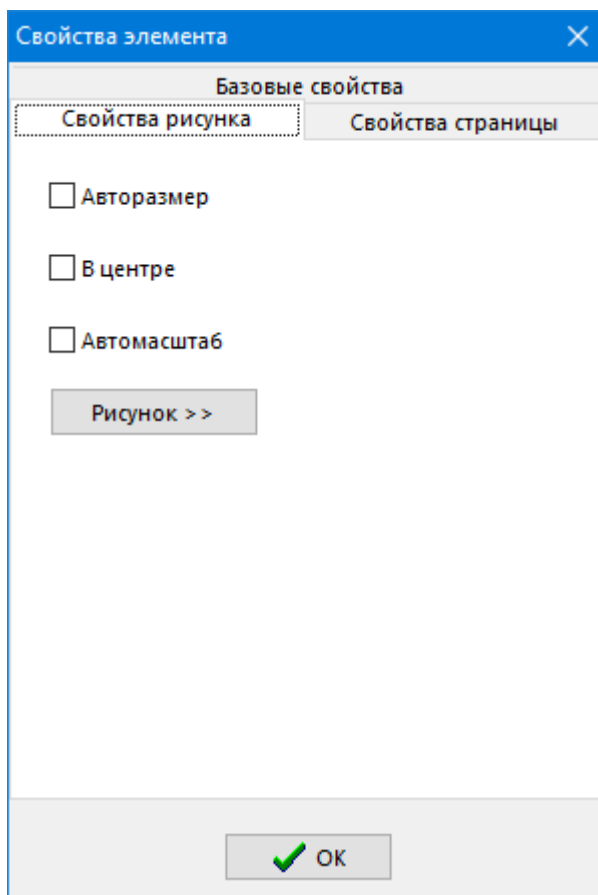 Свойства элемента
Базовые свойства
Свойства рисунка
Свойства страницы
Авторазмер
В центре
Автомасштаб
Рисунок >>
OK